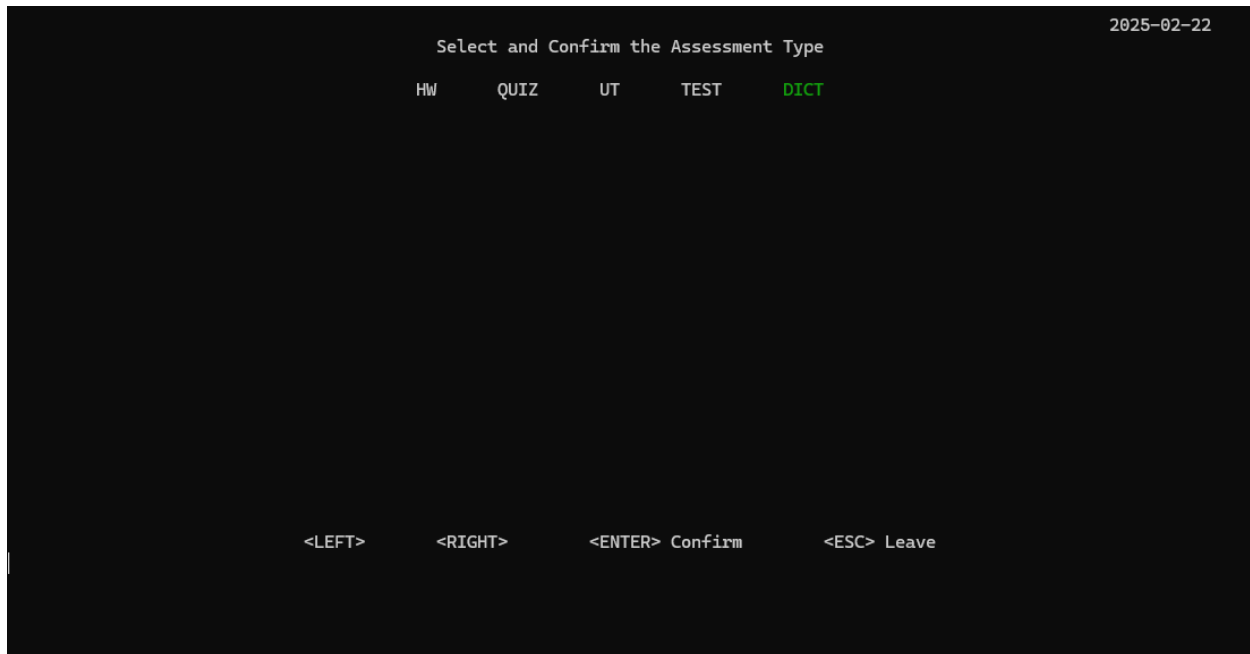 2025-02-22
Select and Confirm the Assessment Type
HW QUIZ UT TEST DICT
<LEFT> <RIGHT> <ENTER> Confirm <ESC> Leave